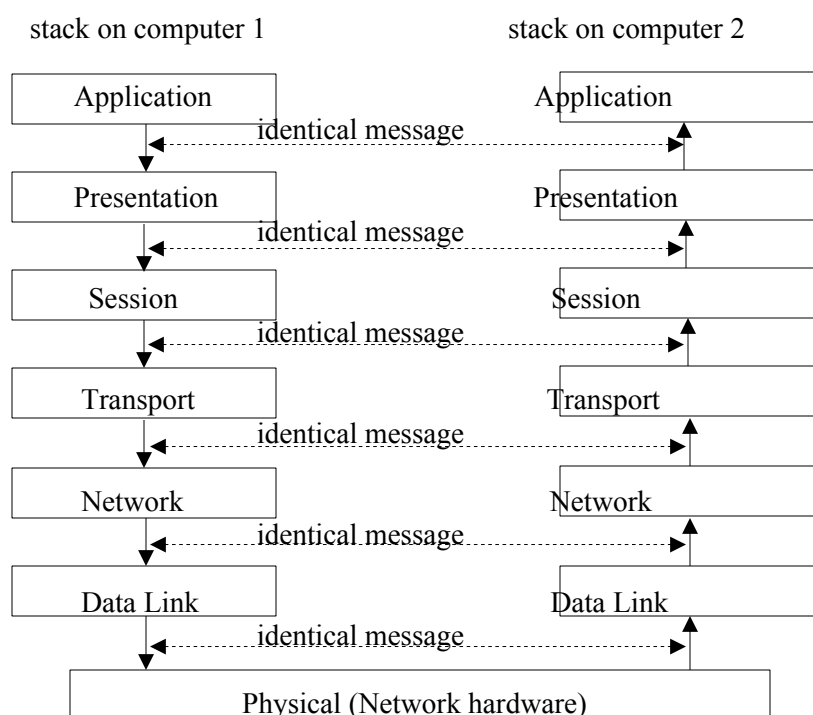 stack on computer 1 stack on computer 2
Application Application
identical message
Presentation Presentation
identical message
Session Session
identical message
Transport Transport
identical message
Network Network
identical message
Data Link Data Link
identical message
Physical (Network hardware)